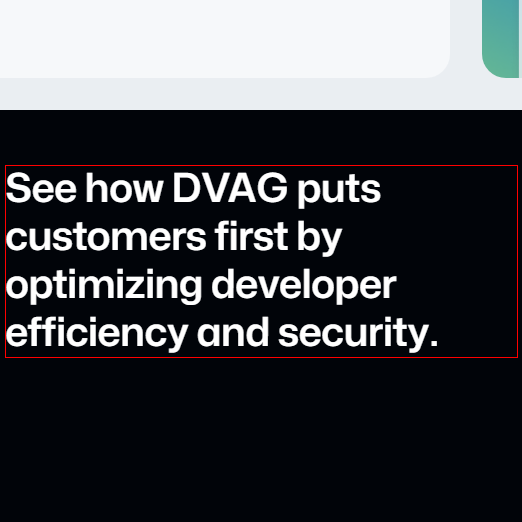 See how DVAG puts
customers first by
optimizing developer
efficiency and security.